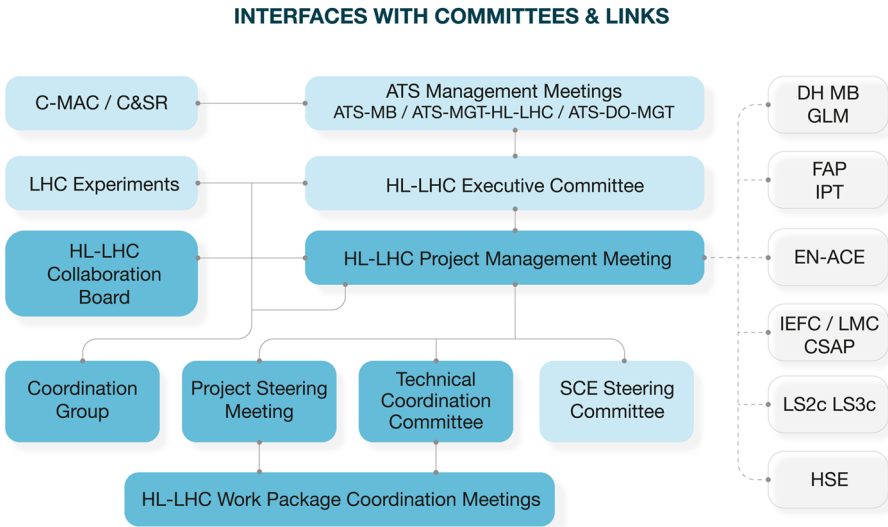 INTERFACES WITH COMMITTEES & LINKS
C-MAC / C&SR
ATS Management Meetings
ATS-MB / ATS-MGT-HL-LHC / ATS-DO-MGT
DH MB
GLM
LHC Experiments
HL-LHC Executive Committee
FAP
IPT
HL-LHC
Collaboration
Board
HL-LHC Project Management Meeting
EN-ACE
IEFC / LMC
CSAP
Coordination
Group
Project Steering
Meeting
Technical
Coordination
Committee
SCE Steering
Committee
LS2c LS3c
HL-LHC Work Package Coordination Meetings
HSE